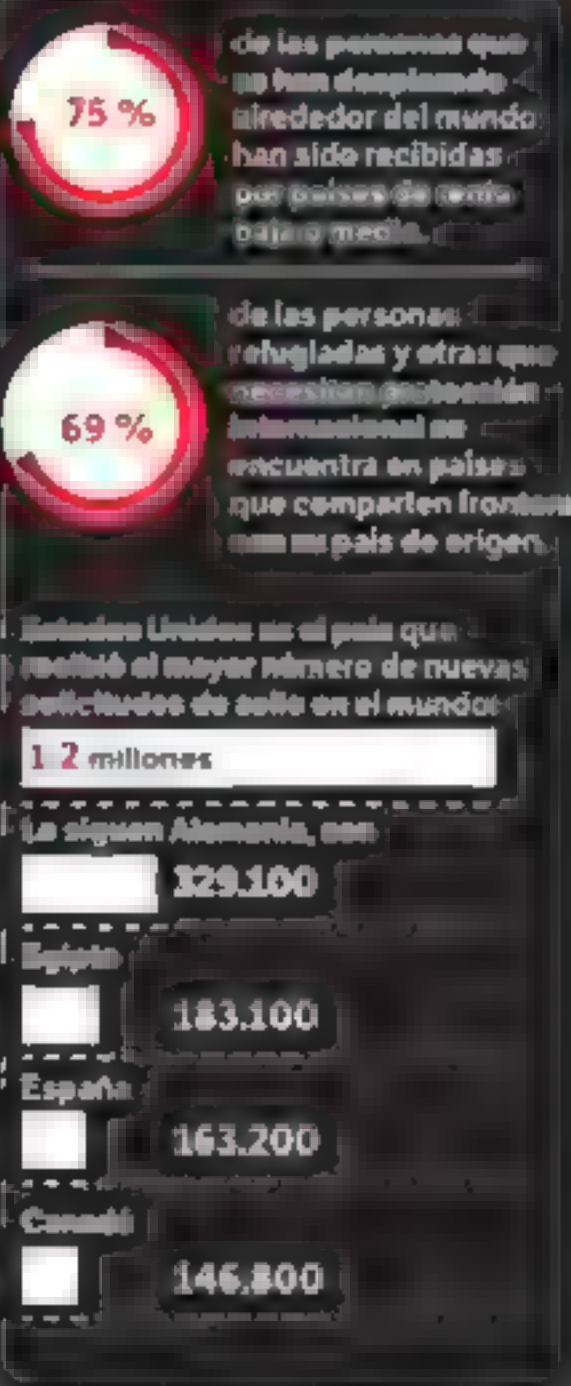 75 %
de las personas que
se han desplazado
alrededor del mundo
han sido recibidas
por países de renta
baja o media.
69 %
de las personas
refugiadas y otras que
necesitan protección
internacional se
encuentra en países
que comparten frontera
con su país de origen.
Estados Unidos es el país que
recibió el mayor número de nuevas
solicitudes de asilo en el mundo:
1 2 millones
Le siguen Alemania, con
329.100
Egipto
183.100
España
163.200
Canadá
146.800